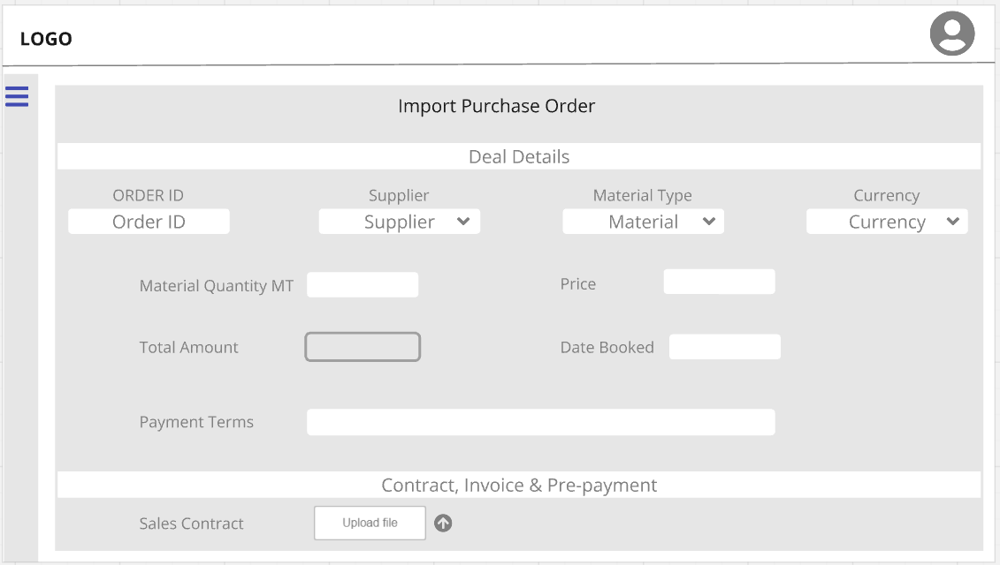 LOGO
Import Purchase Order
Deal Details
ORDER ID Supplier Material Type Currency
Order ID Supplier Material Currency
Material Quantity MT Price
Total Amount Date Booked
Payment Terms
Contract, Invoice & Pre-payment
Sales Contract Upload file